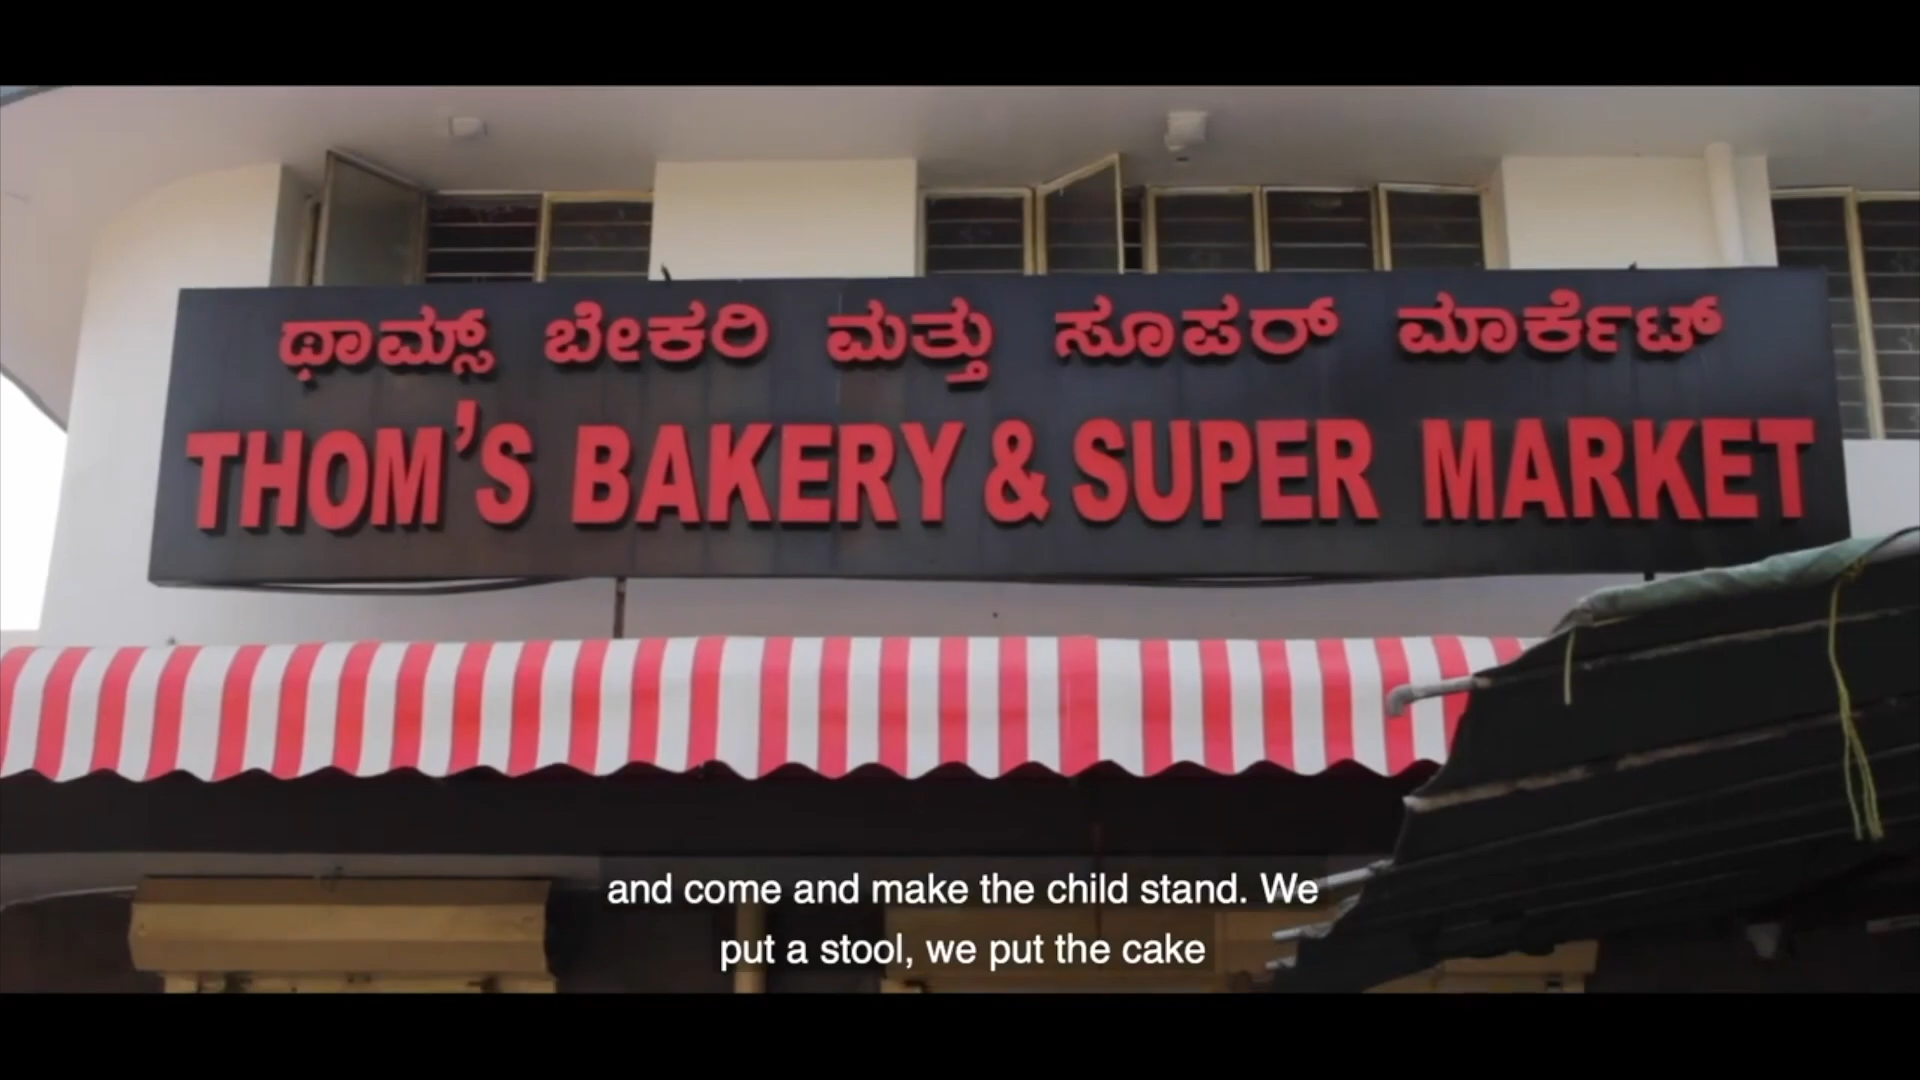 ಥಾಮ್ಸ್ ಬೇಕರಿ ಮತ್ತು ಸೂಪರ್ ಮಾರ್ಕೆಟ್
THOM'S BAKERY & SUPER MARKET
and come and make the child stand. We
put a stool, we put the cake